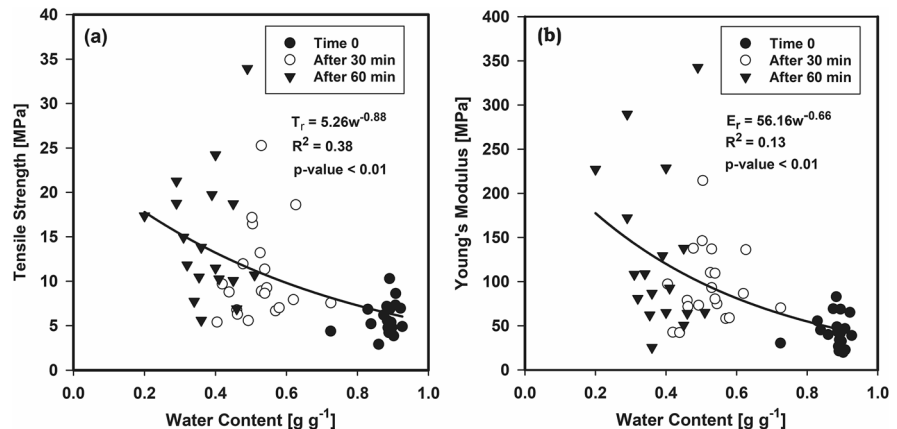 (a)
Time 0
After 30 min
After 60 min
Tr = 5.26w^-0.88
R² = 0.38
p-value < 0.01
Tensile Strength [MPa]
40
35
30
25
20
15
10
5
0
0.0 0.2 0.4 0.6 0.8 1.0
Water Content [g g⁻¹]
(b)
Time 0
After 30 min
After 60 min
Er = 56.16w^-0.66
R² = 0.13
p-value < 0.01
Young's Modulus [MPa]
400
350
300
250
200
150
100
50
0
0.0 0.2 0.4 0.6 0.8 1.0
Water Content [g g⁻¹]